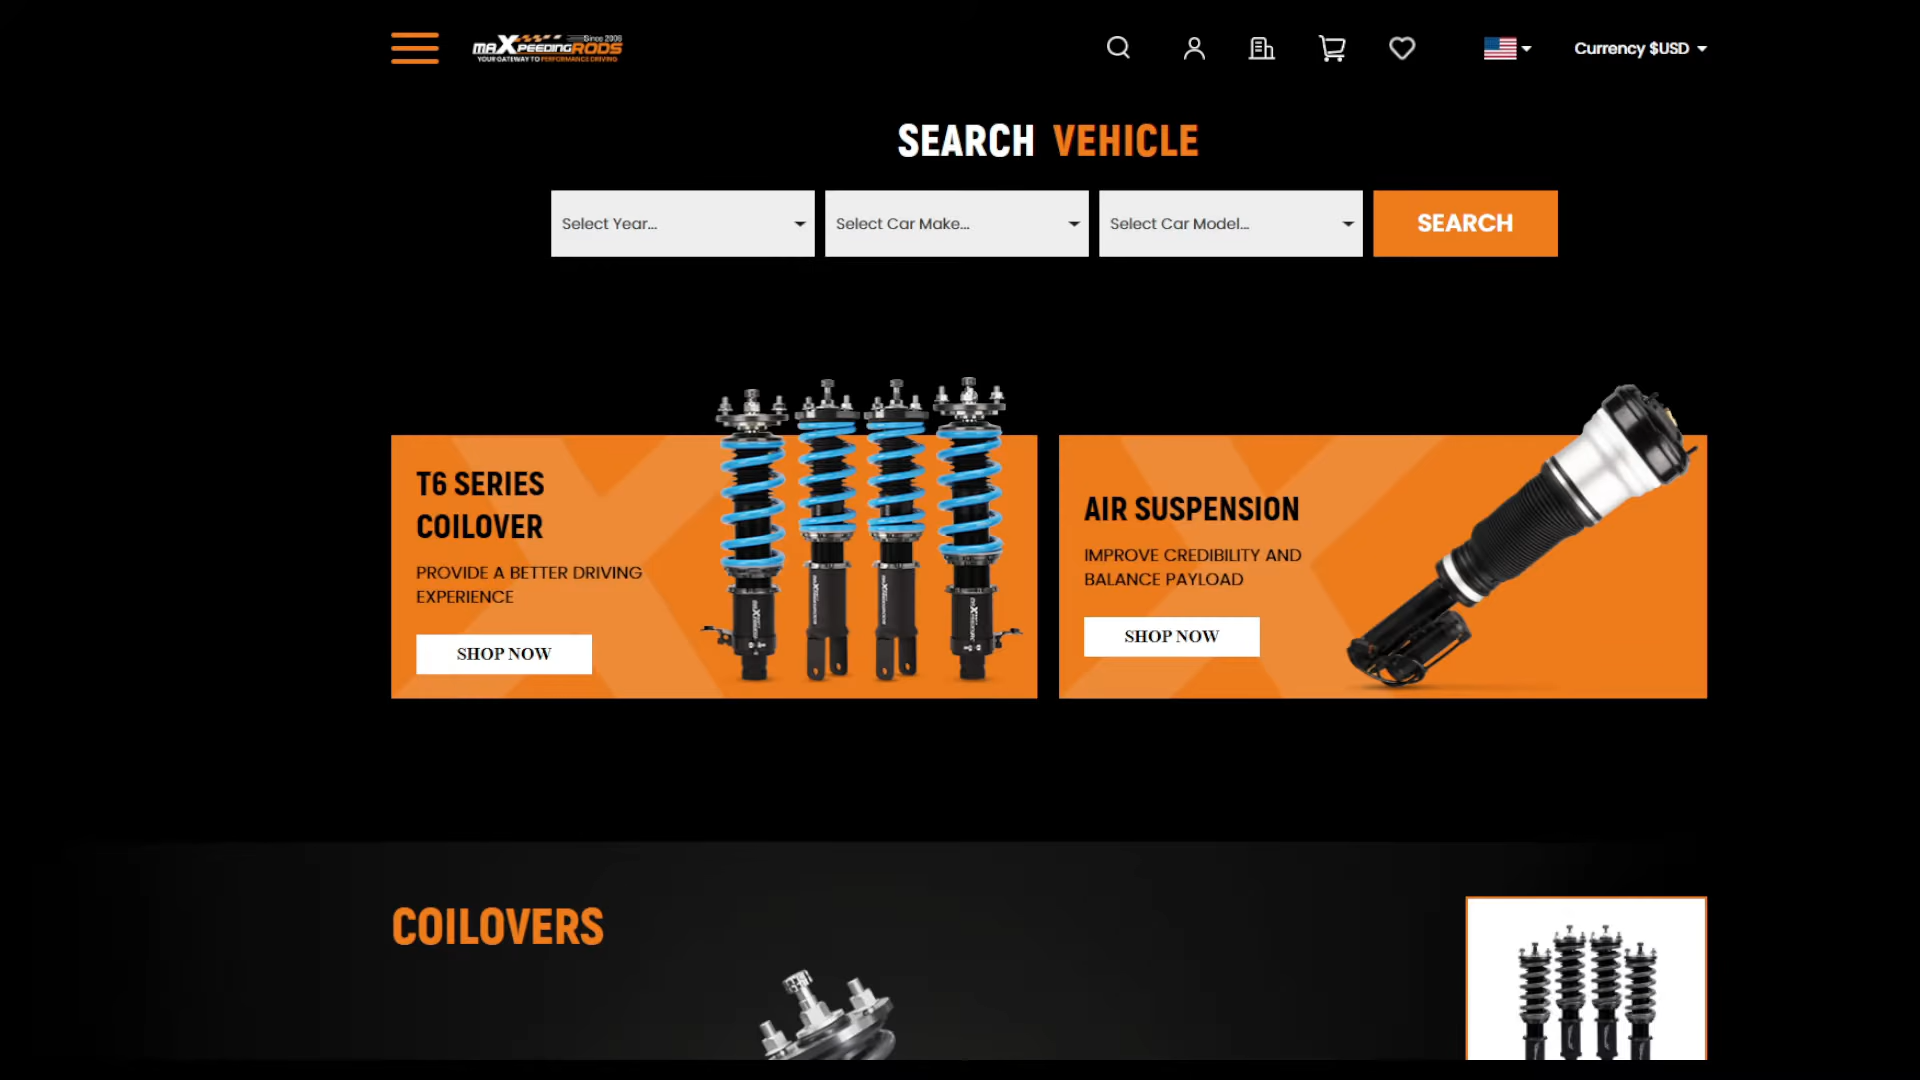 Since 2006
maXpeedingRODS
YOUR GATEWAY TO PERFORMANCE DRIVING
Currency $USD
SEARCH VEHICLE
Select Year...
Select Car Make...
Select Car Model...
SEARCH
T6 SERIES
COILOVER
PROVIDE A BETTER DRIVING
EXPERIENCE
SHOP NOW
AIR SUSPENSION
IMPROVE CREDIBILITY AND
BALANCE PAYLOAD
SHOP NOW
COILOVERS